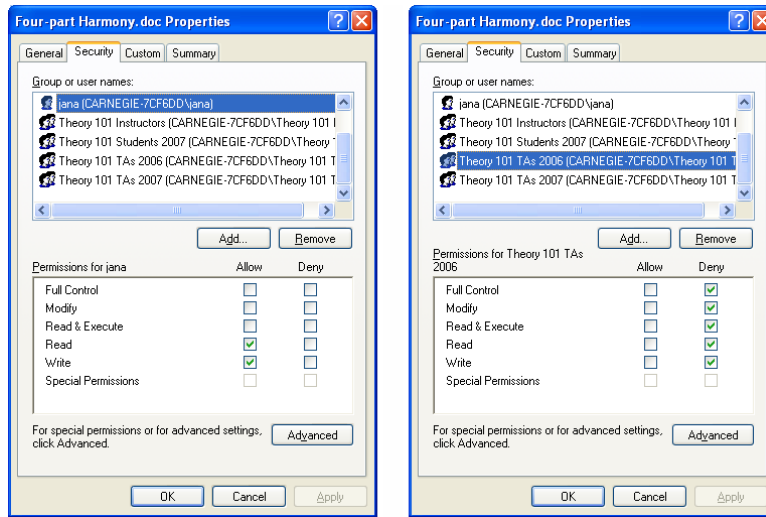 Four-part Harmony.doc Properties
General Security Custom Summary
Group or user names:
jana (CARNEGIE-7CF6DD\jana)
Theory 101 Instructors (CARNEGIE-7CF6DD\Theory 101 I
Theory 101 Students 2007 (CARNEGIE-7CF6DD\Theory
Theory 101 TAs 2006 (CARNEGIE-7CF6DD\Theory 101 T
Theory 101 TAs 2007 (CARNEGIE-7CF6DD\Theory 101 T
Add... Remove
Permissions for jana Allow Deny
Full Control
Modify
Read & Execute
Read
Write
Special Permissions
For special permissions or for advanced settings,
click Advanced.
Advanced
OK Cancel Apply
Four-part Harmony.doc Properties
General Security Custom Summary
Group or user names:
jana (CARNEGIE-7CF6DD\jana)
Theory 101 Instructors (CARNEGIE-7CF6DD\Theory 101 I
Theory 101 Students 2007 (CARNEGIE-7CF6DD\Theory
Theory 101 TAs 2006 (CARNEGIE-7CF6DD\Theory 101 T
Theory 101 TAs 2007 (CARNEGIE-7CF6DD\Theory 101 T
Add... Remove
Permissions for Theory 101 TAs
2006 Allow Deny
Full Control
Modify
Read & Execute
Read
Write
Special Permissions
For special permissions or for advanced settings,
click Advanced.
Advanced
OK Cancel Apply